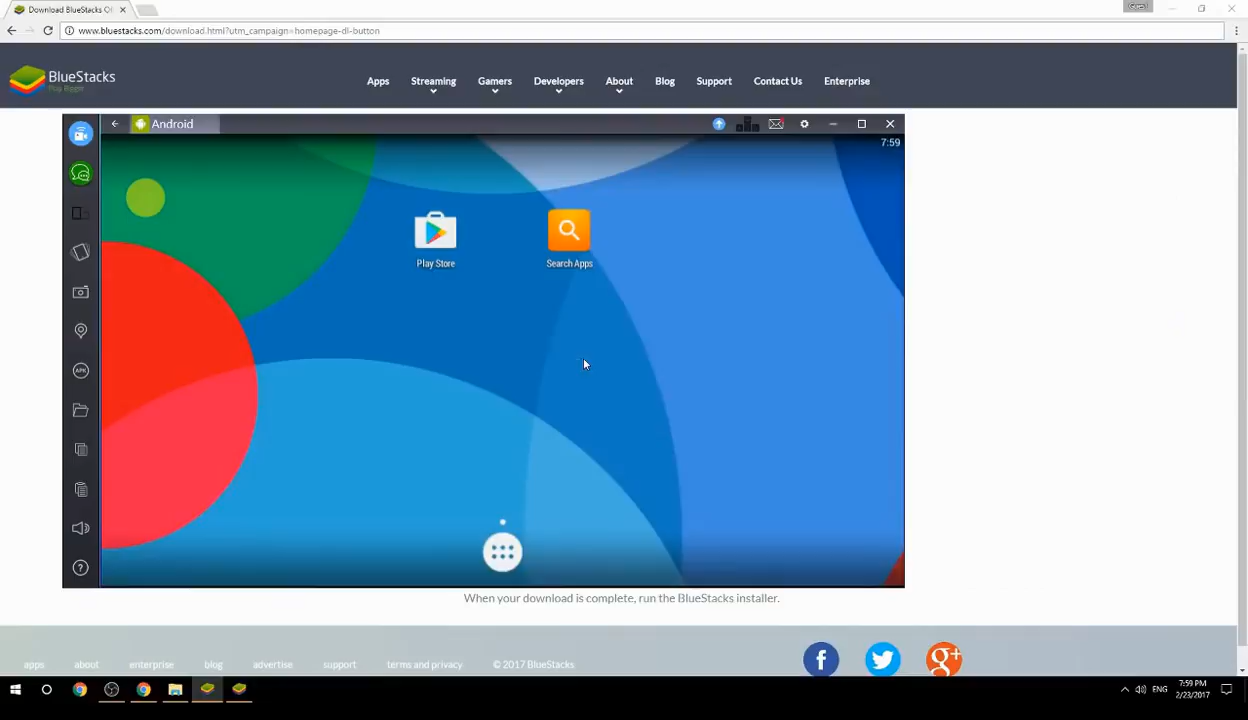 Download BlueStacks Of
www.bluestacks.com/download.html?utm_campaign=homepage-dl-button
BlueStacks
Play Bigger
Apps
Streaming
Gamers
Developers
About
Blog
Support
Contact Us
Enterprise
Android
7:59
Play Store
Search Apps
APK
When your download is complete, run the BlueStacks installer.
apps
about
enterprise
blog
advertise
support
terms and privacy
© 2017 BlueStacks
ENG
7:59 PM
2/23/2017